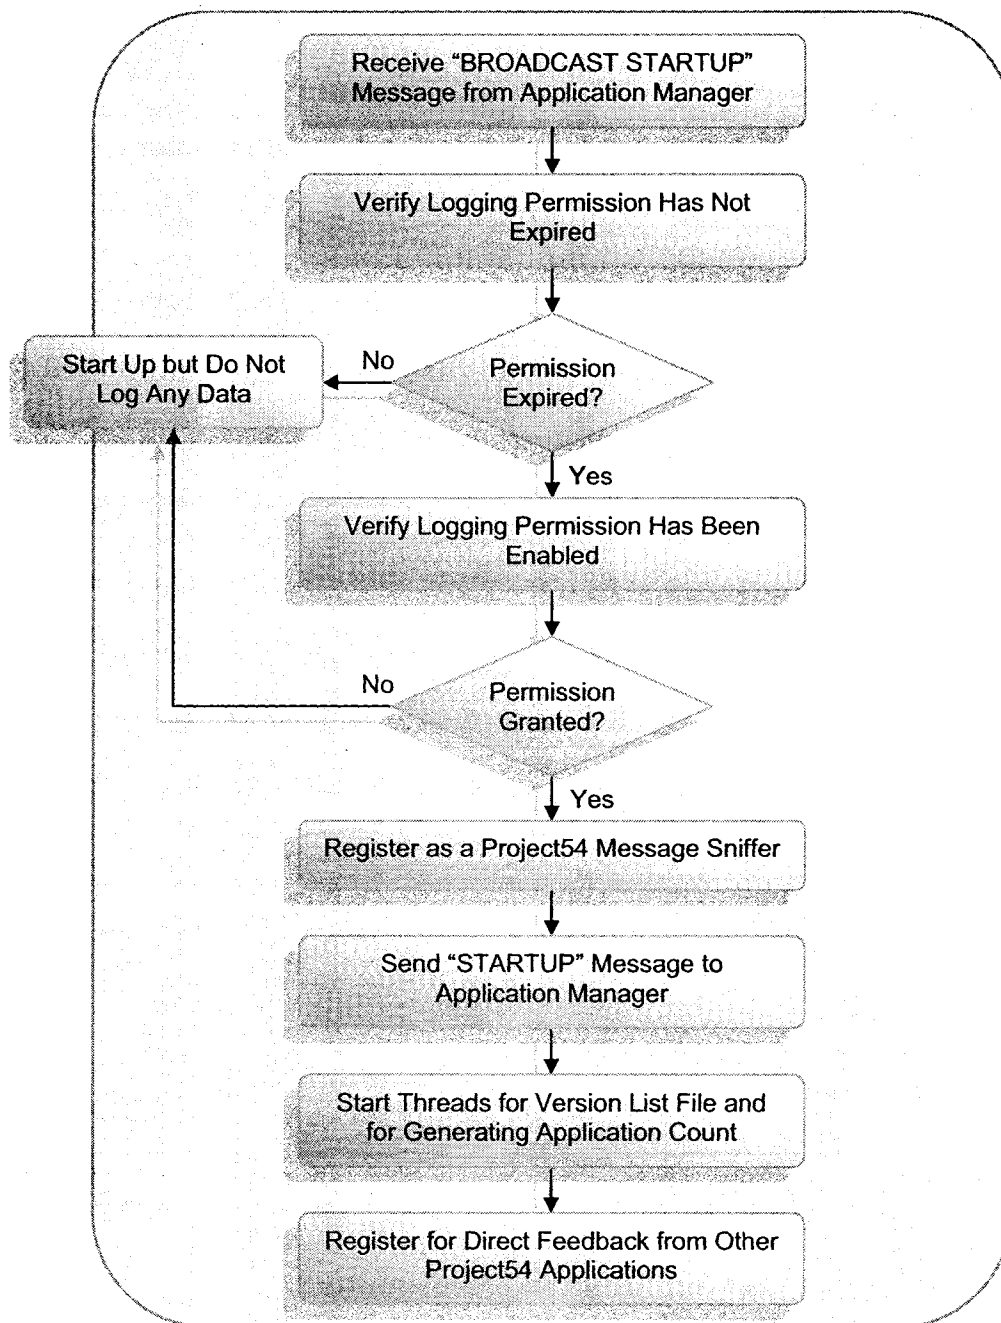 Receive “BROADCAST STARTUP”
Message from Application Manager
Verify Logging Permission Has Not
Expired
Permission
Expired?
No
Start Up but Do Not
Log Any Data
Yes
Verify Logging Permission Has Been
Enabled
Permission
Granted?
No
Yes
Register as a Project54 Message Sniffer
Send “STARTUP” Message to
Application Manager
Start Threads for Version List File and
for Generating Application Count
Register for Direct Feedback from Other
Project54 Applications